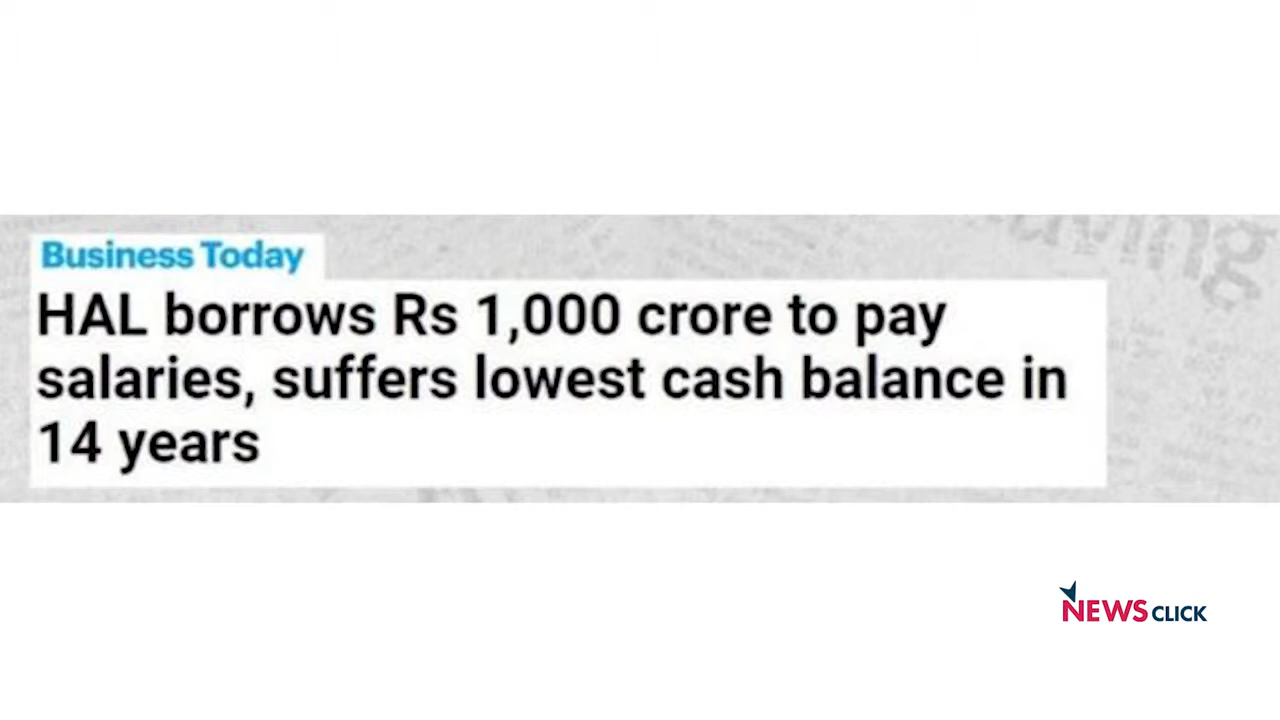 Business Today
HAL borrows Rs 1,000 crore to pay
salaries, suffers lowest cash balance in
14 years
NEWS CLICK